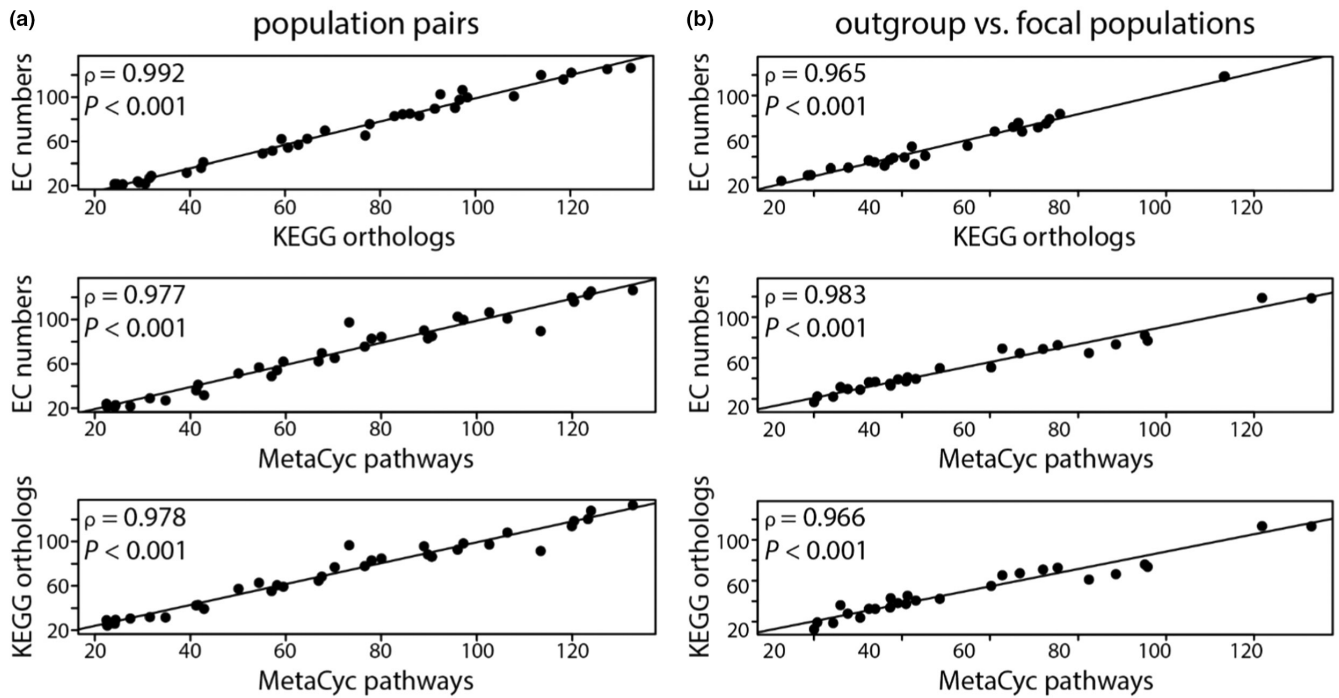 (a)
population pairs
EC numbers
100
60
20
ρ = 0.992
P < 0.001
20 40 60 80 100 120
KEGG orthologs
EC numbers
100
60
20
ρ = 0.977
P < 0.001
20 40 60 80 100 120
MetaCyc pathways
KEGG orthologs
100
60
20
ρ = 0.978
P < 0.001
20 40 60 80 100 120
MetaCyc pathways
(b)
outgroup vs. focal populations
EC numbers
100
60
20
ρ = 0.965
P < 0.001
20 40 60 80 100 120
KEGG orthologs
EC numbers
100
60
20
ρ = 0.983
P < 0.001
20 40 60 80 100 120
MetaCyc pathways
KEGG orthologs
100
60
20
ρ = 0.966
P < 0.001
20 40 60 80 100 120
MetaCyc pathways